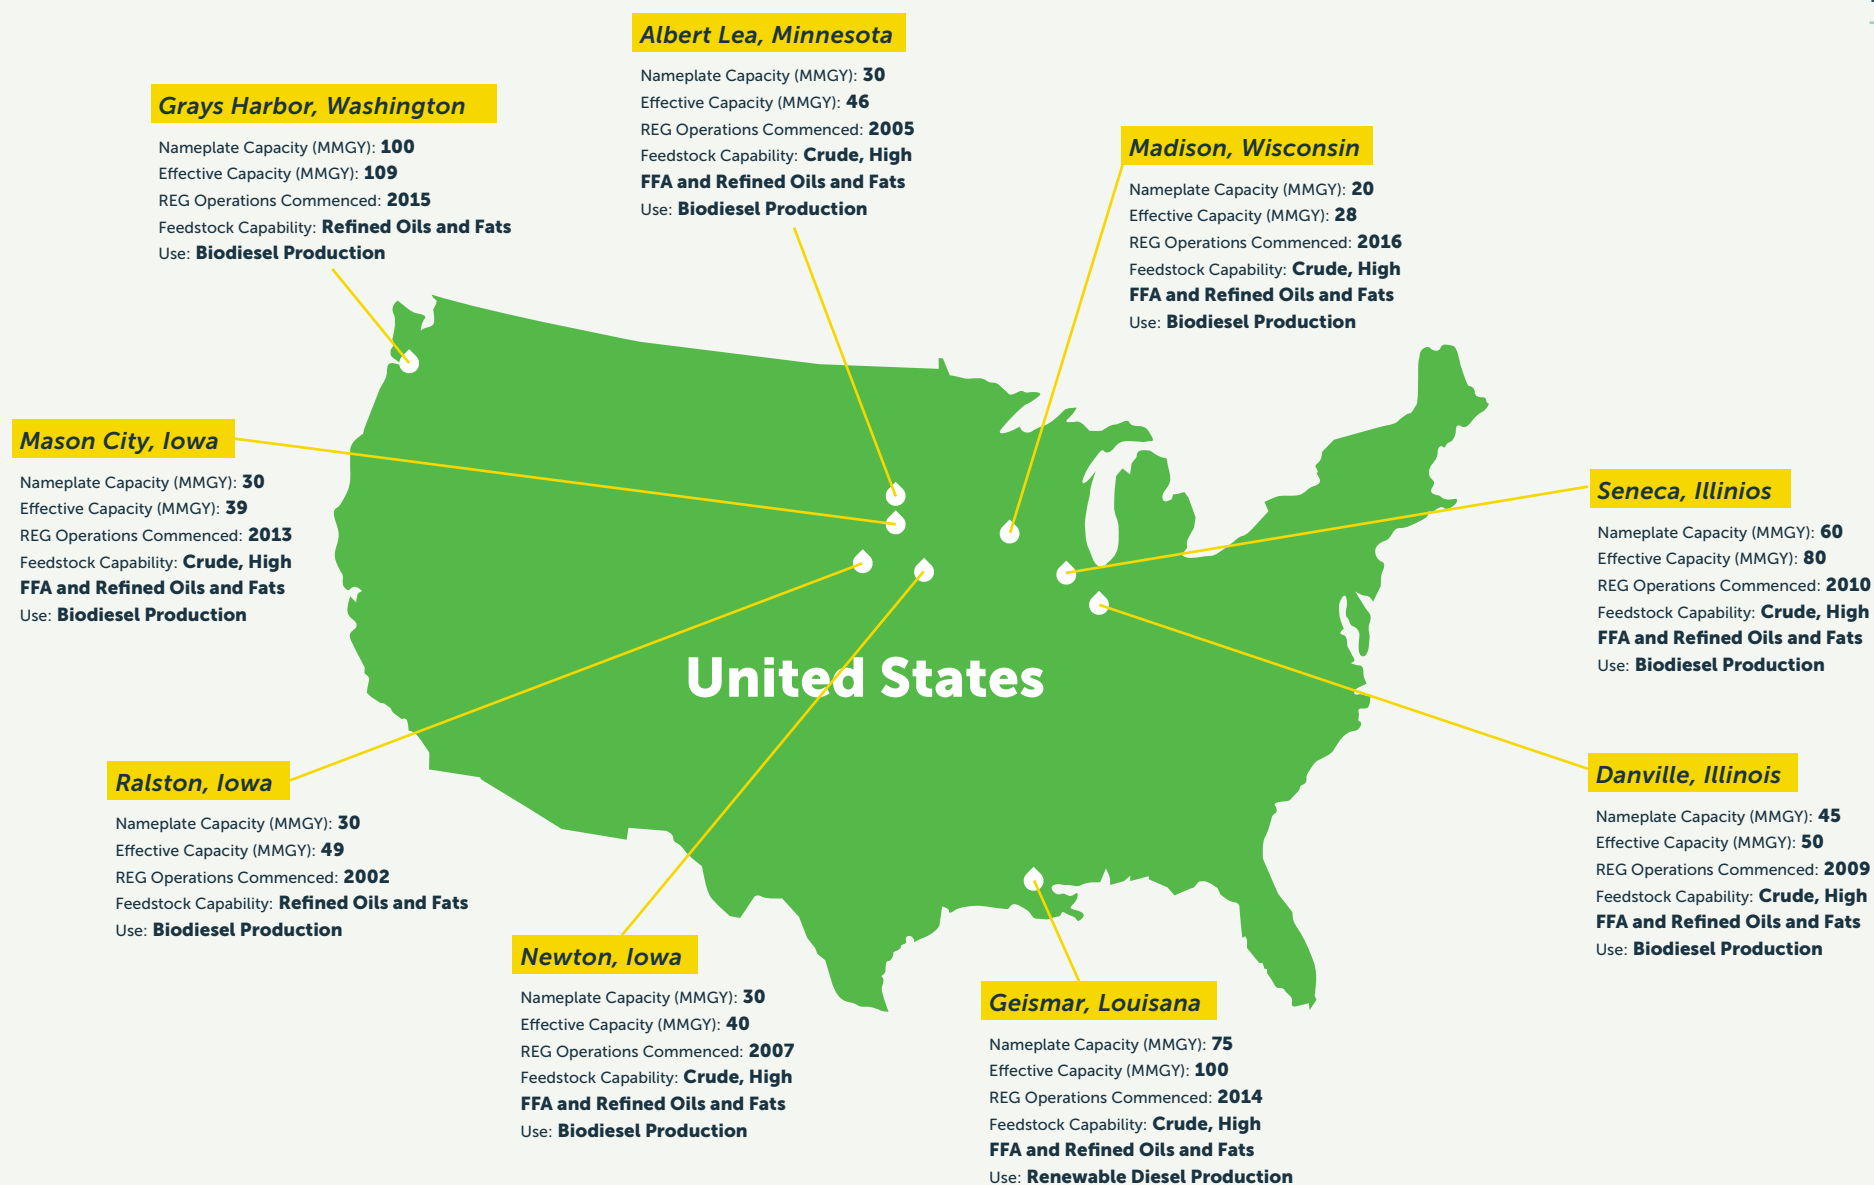 Albert Lea, Minnesota
Nameplate Capacity (MMGY): 30
Effective Capacity (MMGY): 46
REG Operations Commenced: 2005
Feedstock Capability: Crude, High
FFA and Refined Oils and Fats
Use: Biodiesel Production
Grays Harbor, Washington
Nameplate Capacity (MMGY): 100
Effective Capacity (MMGY): 109
REG Operations Commenced: 2015
Feedstock Capability: Refined Oils and Fats
Use: Biodiesel Production
Madison, Wisconsin
Nameplate Capacity (MMGY): 20
Effective Capacity (MMGY): 28
REG Operations Commenced: 2016
Feedstock Capability: Crude, High
FFA and Refined Oils and Fats
Use: Biodiesel Production
Mason City, Iowa
Nameplate Capacity (MMGY): 30
Effective Capacity (MMGY): 39
REG Operations Commenced: 2013
Feedstock Capability: Crude, High
FFA and Refined Oils and Fats
Use: Biodiesel Production
Seneca, Illinios
Nameplate Capacity (MMGY): 60
Effective Capacity (MMGY): 80
REG Operations Commenced: 2010
Feedstock Capability: Crude, High
FFA and Refined Oils and Fats
Use: Biodiesel Production
United States
Ralston, Iowa
Nameplate Capacity (MMGY): 30
Effective Capacity (MMGY): 49
REG Operations Commenced: 2002
Feedstock Capability: Refined Oils and Fats
Use: Biodiesel Production
Danville, Illinois
Nameplate Capacity (MMGY): 45
Effective Capacity (MMGY): 50
REG Operations Commenced: 2009
Feedstock Capability: Crude, High
FFA and Refined Oils and Fats
Use: Biodiesel Production
Newton, Iowa
Nameplate Capacity (MMGY): 30
Effective Capacity (MMGY): 40
REG Operations Commenced: 2007
Feedstock Capability: Crude, High
FFA and Refined Oils and Fats
Use: Biodiesel Production
Geismar, Louisana
Nameplate Capacity (MMGY): 75
Effective Capacity (MMGY): 100
REG Operations Commenced: 2014
Feedstock Capability: Crude, High
FFA and Refined Oils and Fats
Use: Renewable Diesel Production